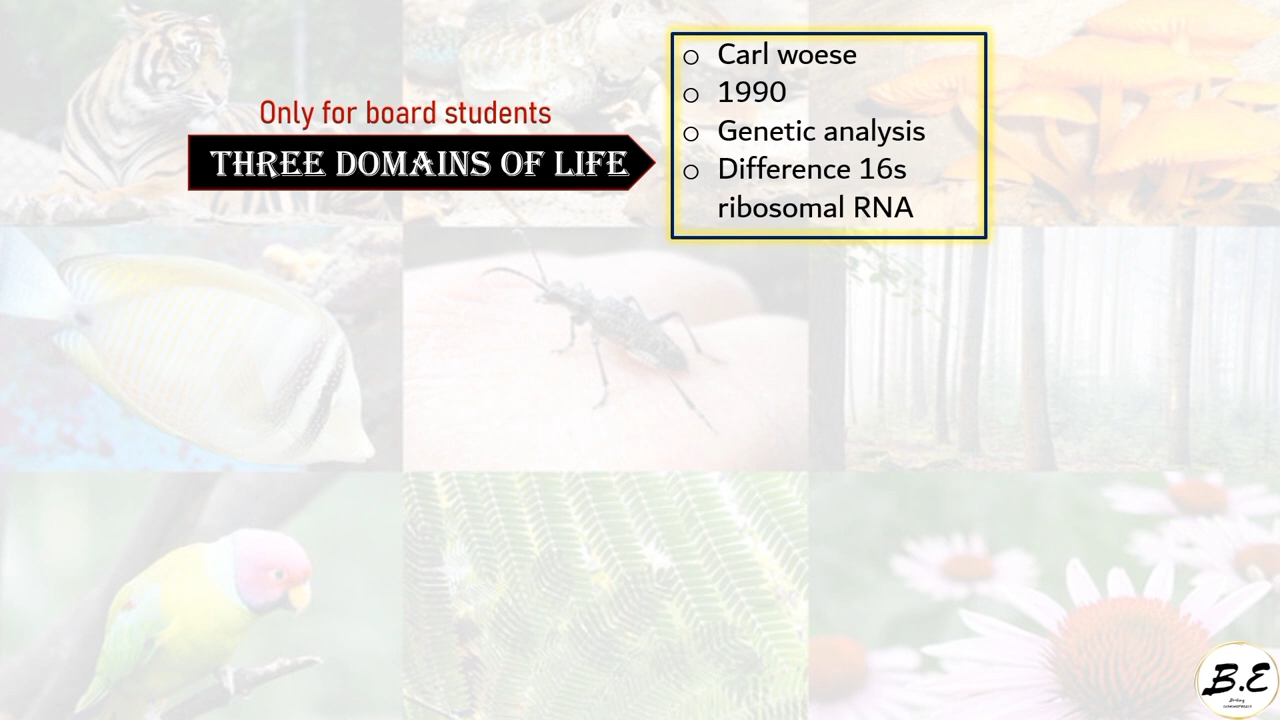 Only for board students
THREE DOMAINS OF LIFE
○ Carl woese
○ 1990
○ Genetic analysis
○ Difference 16s
ribosomal RNA
B.E